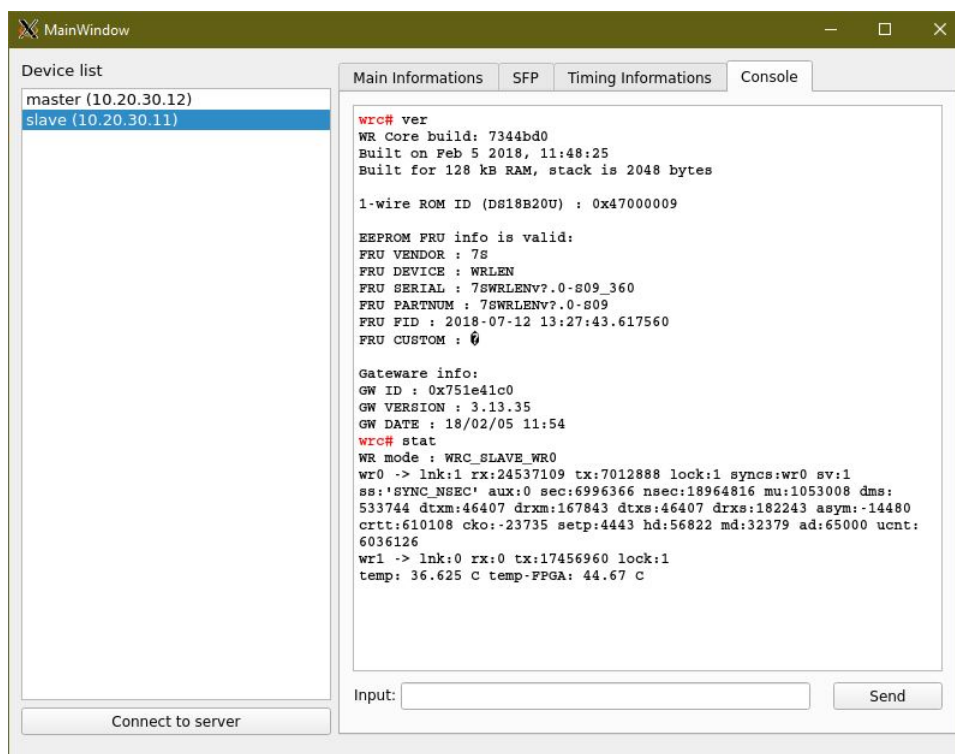 MainWindow
Device list
master (10.20.30.12)
slave (10.20.30.11)
Connect to server
Main Informations SFP Timing Informations Console
wrc# ver
WR Core build: 7344bd0
Built on Feb 5 2018, 11:48:25
Built for 128 kB RAM, stack is 2048 bytes
1-wire ROM ID (DS18B20U) : 0x47000009
EEPROM FRU info is valid:
FRU VENDOR : 7S
FRU DEVICE : WRLEN
FRU SERIAL : 7SWRLENv?.0-S09_360
FRU PARTNUM : 7SWRLENv?.0-S09
FRU FID : 2018-07-12 13:27:43.617560
FRU CUSTOM : �
Gateware info:
GW ID : 0x751e41c0
GW VERSION : 3.13.35
GW DATE : 18/02/05 11:54
wrc# stat
WR mode : WRC_SLAVE_WR0
wr0 -> lnk:1 rx:24537109 tx:7012888 lock:1 syncs:wr0 sv:1
ss:'SYNC_NSEC' aux:0 sec:6996366 nsec:18964816 mu:1053008 dms:
533744 dtxm:46407 drxm:167843 dtxs:46407 drxs:182243 asym:-14480
crtt:610108 cko:-23735 setp:4443 hd:56822 md:32379 ad:65000 ucnt:
6036126
wr1 -> lnk:0 rx:0 tx:17456960 lock:1
temp: 36.625 C temp-FPGA: 44.67 C
Input:
Send